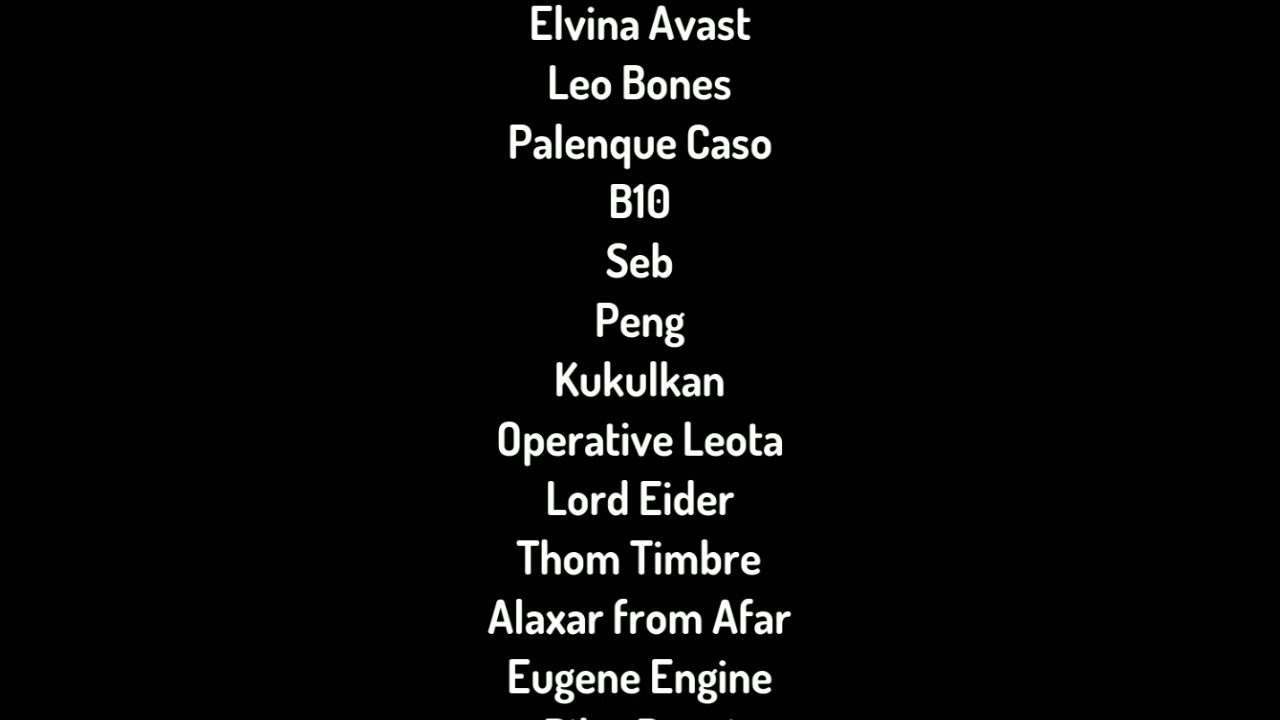 Elvina Avast
Leo Bones
Palenque Caso
B10
Seb
Peng
Kukulkan
Operative Leota
Lord Eider
Thom Timbre
Alaxar from Afar
Eugene Engine